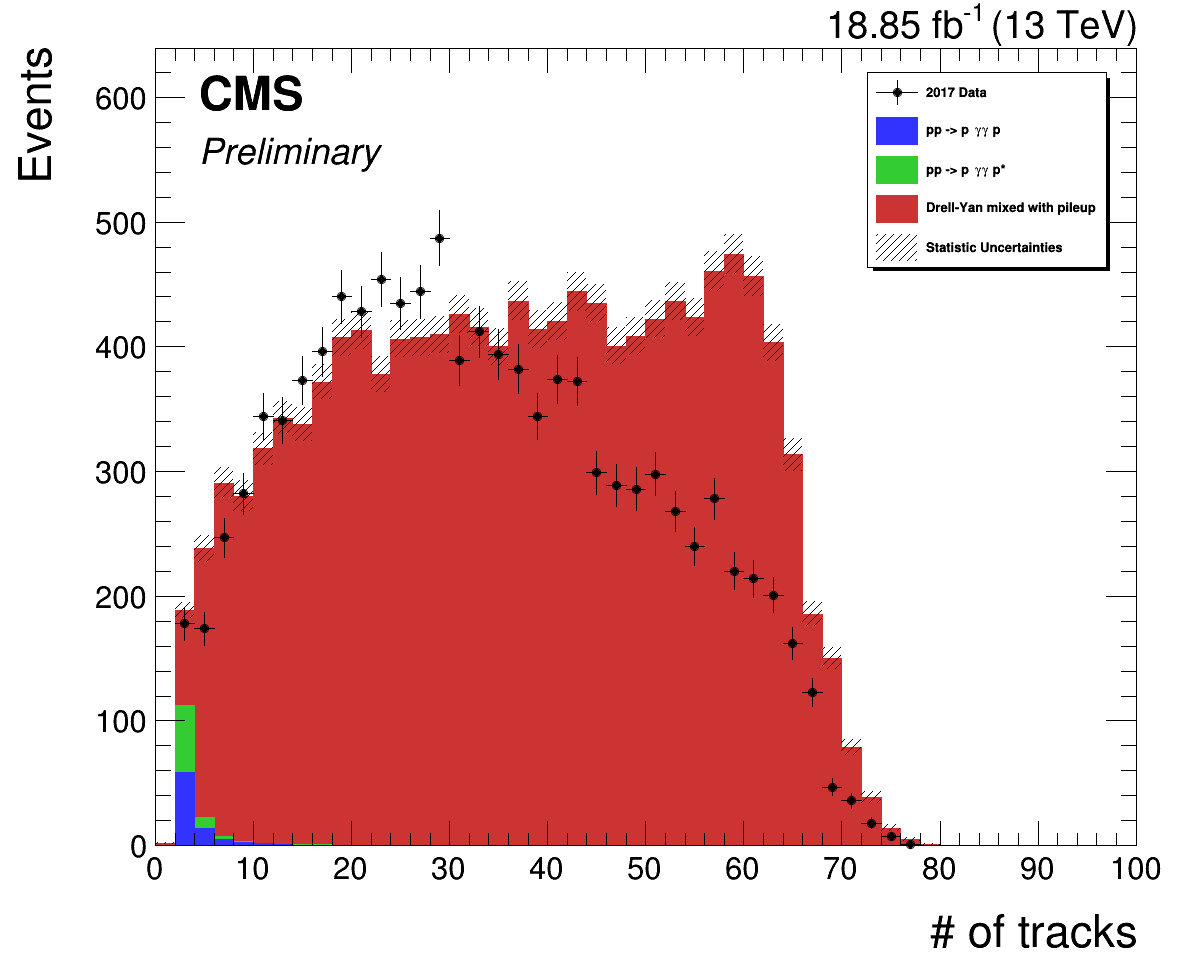 18.85 fb⁻¹ (13 TeV)
Events
CMS
Preliminary
2017 Data
pp -> p γγ p
pp -> p γγ p*
Drell-Yan mixed with pileup
Statistic Uncertainties
600
500
400
300
200
100
0
0 10 20 30 40 50 60 70 80 90 100
# of tracks